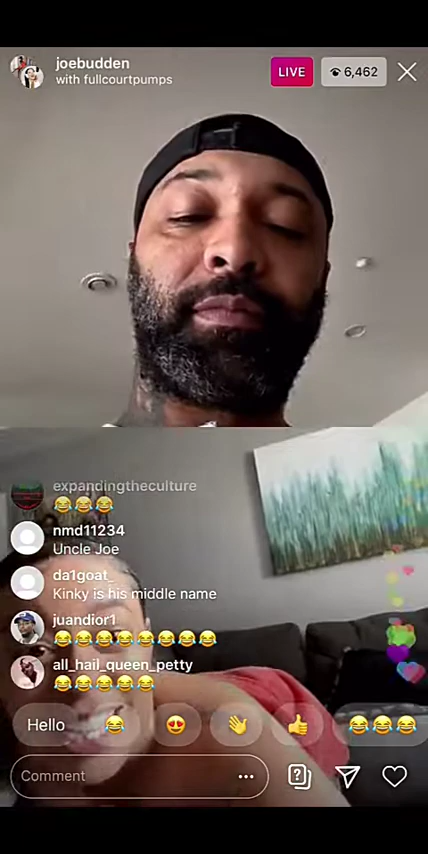 joebudden
with fullcourtpumps
LIVE
6,462
expandingtheculture
😂😂😂
nmd11234
Uncle Joe
da1goat_
Kinky is his middle name
juandior1
😂😂😂😂😂😂😂😂
all_hail_queen_petty
😂😂😂😂😂
Hello 😂 😍 👋 👍 😂😂😂
Comment